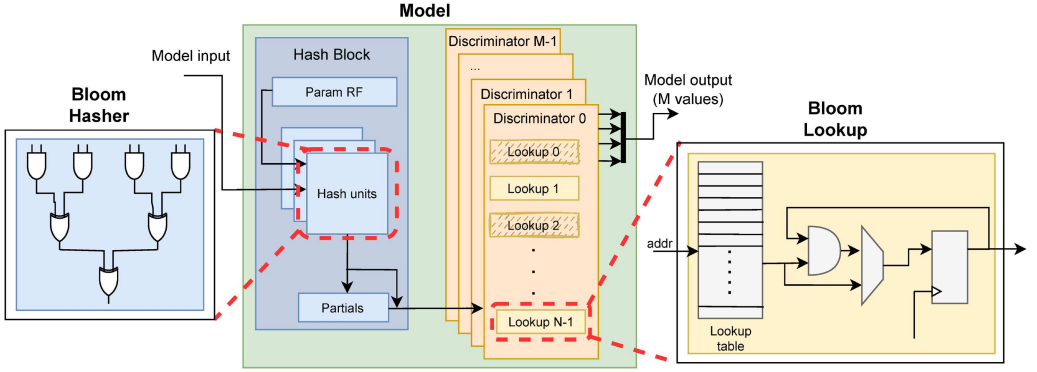 Model
Model input
Hash Block
Param RF
Hash units
Partials
Discriminator M-1
...
Discriminator 1
Discriminator 0
Lookup 0
Lookup 1
Lookup 2
Lookup N-1
Model output
(M values)
Bloom
Hasher
Bloom
Lookup
addr
Lookup
table